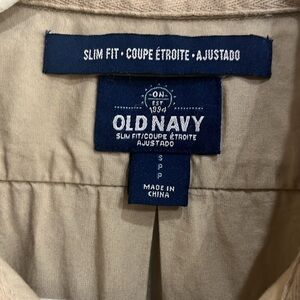 SLIM FIT • COUPE ÉTROITE • AJUSTADO
ON
EST
1994
OLD NAVY
SLIM FIT/COUPE ÉTROITE
AJUSTADO
S
P
P
MADE IN
CHINA